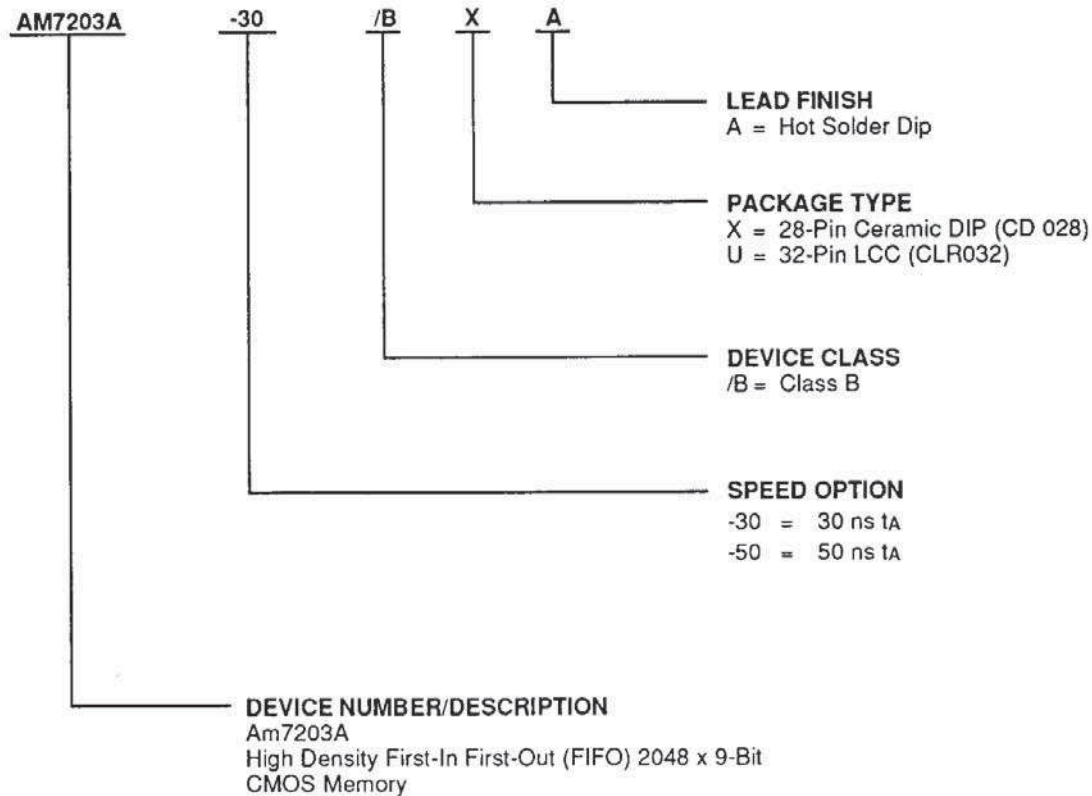 AM7203A -30 /B X A
LEAD FINISH
A = Hot Solder Dip
PACKAGE TYPE
X = 28-Pin Ceramic DIP (CD 028)
U = 32-Pin LCC (CLR032)
DEVICE CLASS
/B = Class B
SPEED OPTION
-30 = 30 ns tA
-50 = 50 ns tA
DEVICE NUMBER/DESCRIPTION
Am7203A
High Density First-In First-Out (FIFO) 2048 x 9-Bit
CMOS Memory